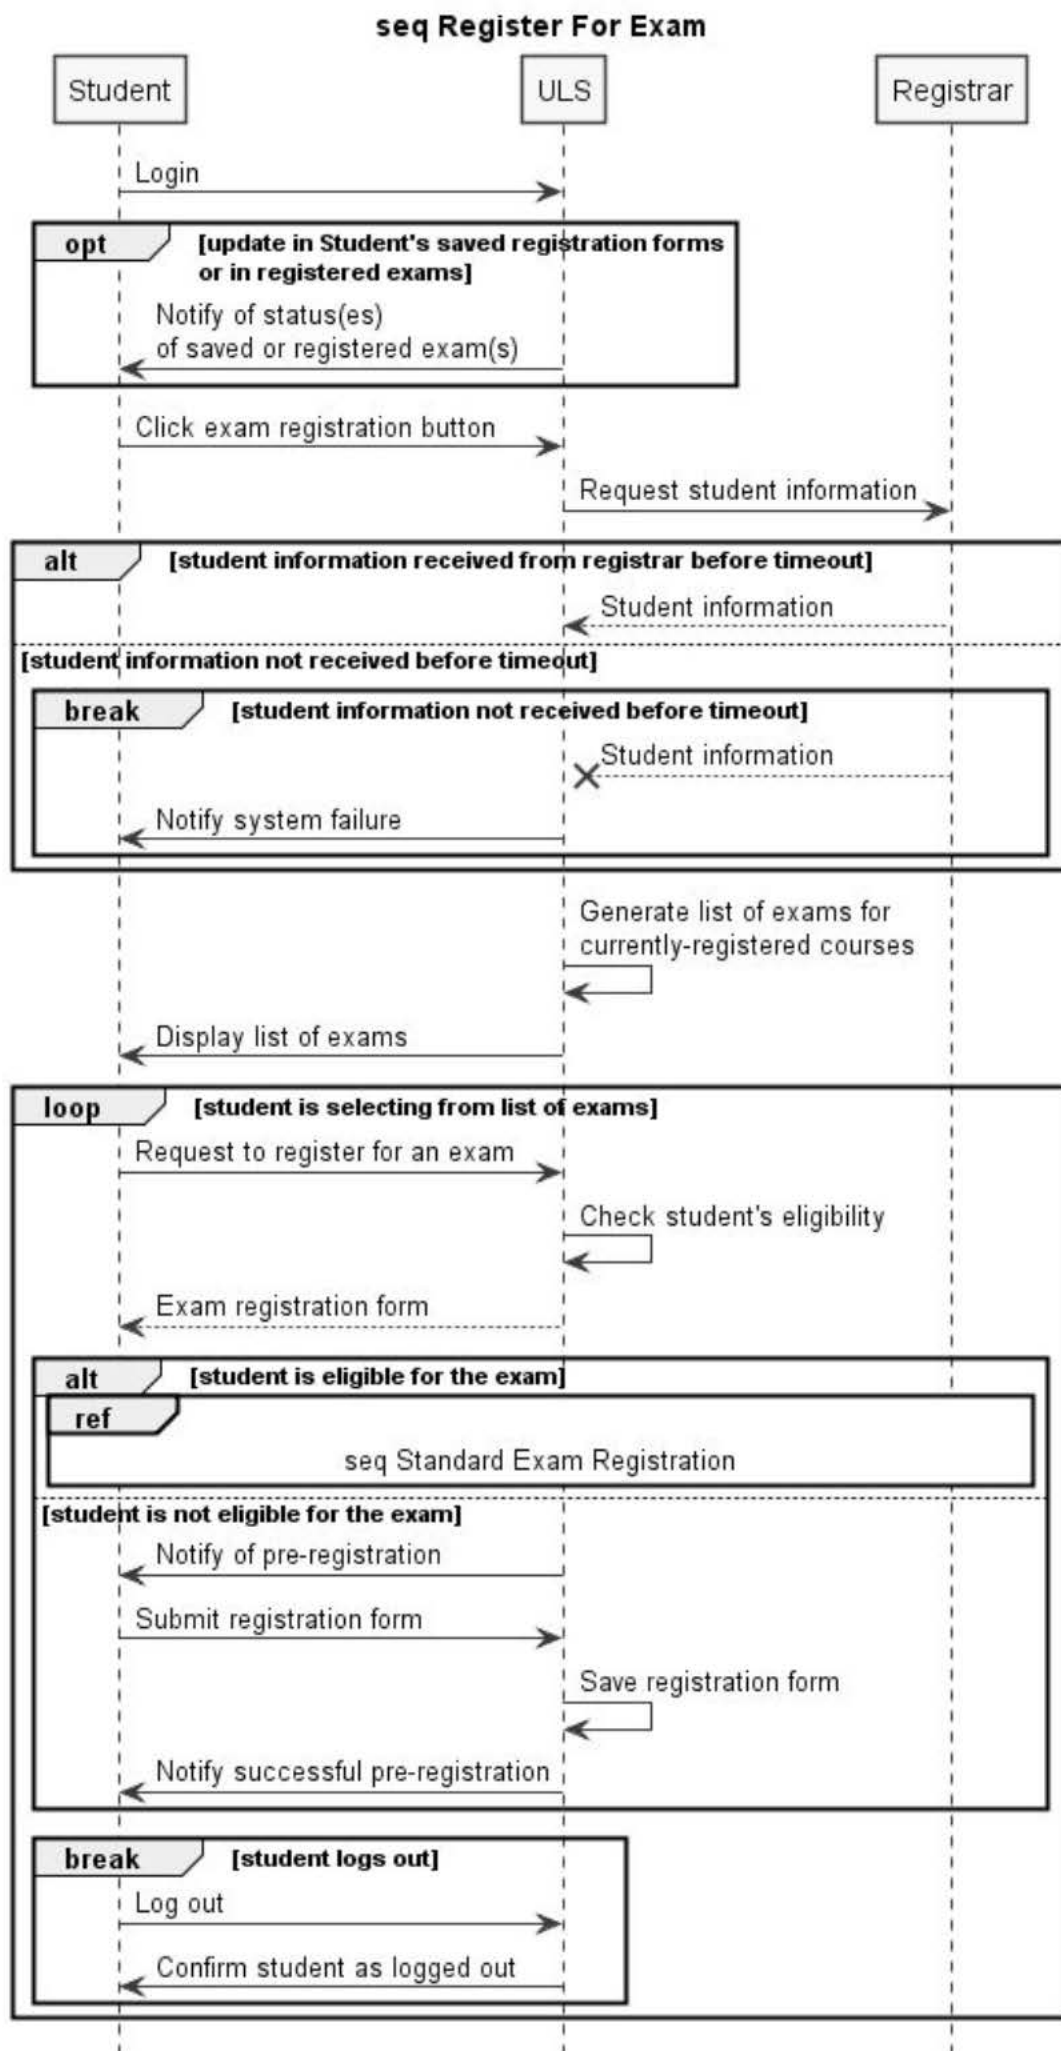 seq Register For Exam
Student
ULS
Registrar
Login
opt
[update in Student's saved registration forms
or in registered exams]
Notify of status(es)
of saved or registered exam(s)
Click exam registration button
Request student information
alt
[student information received from registrar before timeout]
Student information
[student information not received before timeout]
break
[student information not received before timeout]
Student information
Notify system failure
Generate list of exams for
currently-registered courses
Display list of exams
loop
[student is selecting from list of exams]
Request to register for an exam
Check student's eligibility
Exam registration form
alt
[student is eligible for the exam]
ref
seq Standard Exam Registration
[student is not eligible for the exam]
Notify of pre-registration
Submit registration form
Save registration form
Notify successful pre-registration
break
[student logs out]
Log out
Confirm student as logged out